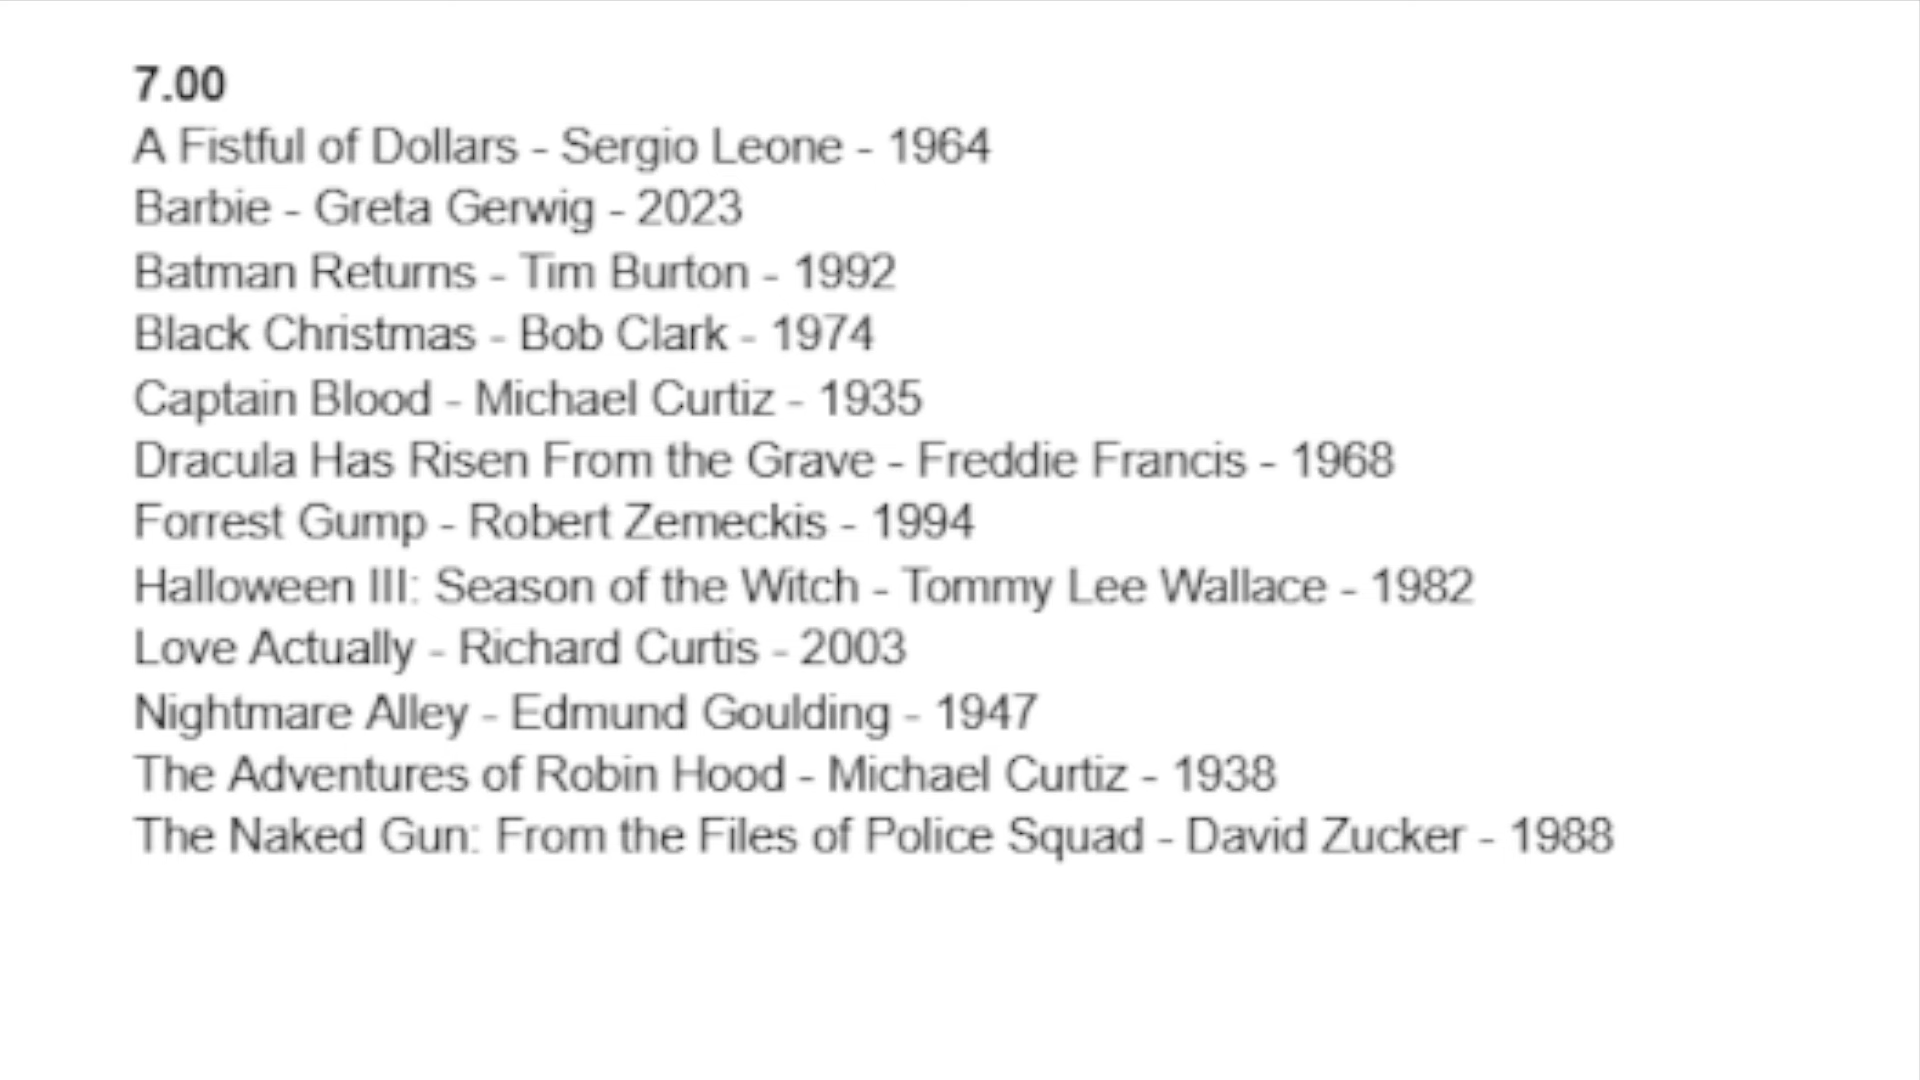 7.00
A Fistful of Dollars - Sergio Leone - 1964
Barbie - Greta Gerwig - 2023
Batman Returns - Tim Burton - 1992
Black Christmas - Bob Clark - 1974
Captain Blood - Michael Curtiz - 1935
Dracula Has Risen From the Grave - Freddie Francis - 1968
Forrest Gump - Robert Zemeckis - 1994
Halloween III: Season of the Witch - Tommy Lee Wallace - 1982
Love Actually - Richard Curtis - 2003
Nightmare Alley - Edmund Goulding - 1947
The Adventures of Robin Hood - Michael Curtiz - 1938
The Naked Gun: From the Files of Police Squad - David Zucker - 1988